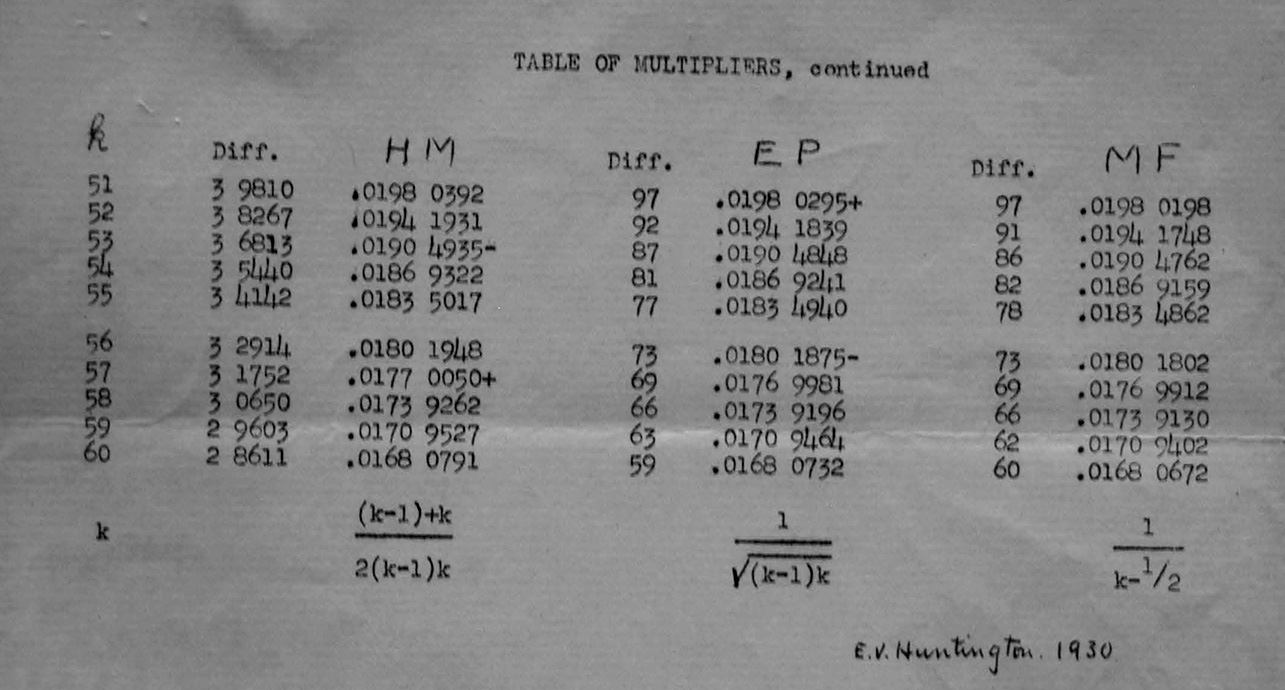 TABLE OF MULTIPLIERS, continued
k Diff. HM Diff. EP Diff. MF
51 3 9810 .0198 0392 97 .0198 0295+ 97 .0198 0198
52 3 8267 .0194 1931 92 .0194 1839 91 .0194 1748
53 3 6813 .0190 4935- 87 .0190 4848 86 .0190 4762
54 3 5440 .0186 9322 81 .0186 9241 82 .0186 9159
55 3 4142 .0183 5017 77 .0183 4940 78 .0183 4862
56 3 2914 .0180 1948 73 .0180 1875- 73 .0180 1802
57 3 1752 .0177 0050+ 69 .0176 9981 69 .0176 9912
58 3 0650 .0173 9262 66 .0173 9196 66 .0173 9130
59 2 9603 .0170 9527 63 .0170 9464 62 .0170 9402
60 2 8611 .0168 0791 59 .0168 0732 60 .0168 0672
(k-1)+k 1 1
k
2(k-1)k √(k-1)k k-1/2
E.V. Huntington. 1930